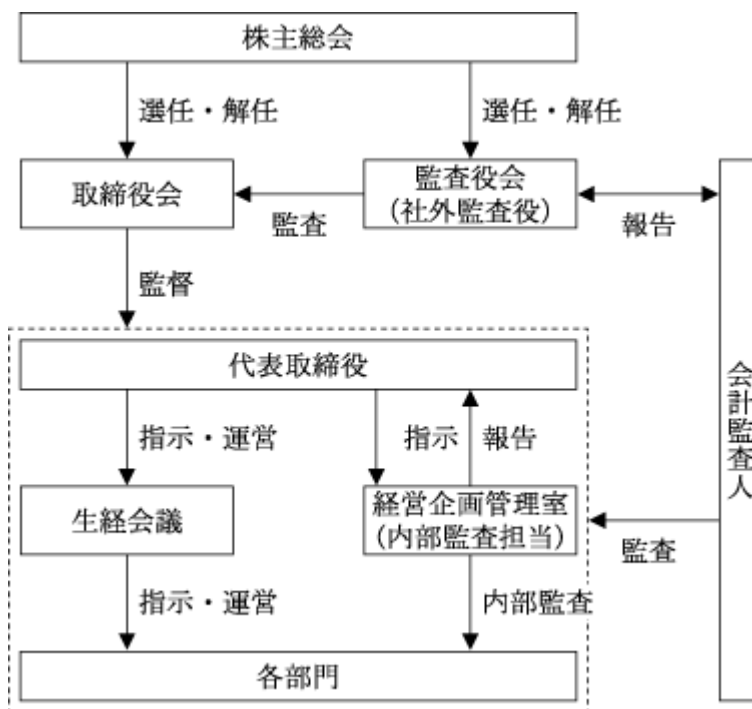 株主総会
選任・解任
選任・解任
取締役会
監査役会
(社外監査役)
監査
報告
監督
代表取締役
指示・運営
指示
報告
会計監査人
生経会議
経営企画管理室
(内部監査担当)
監査
指示・運営
内部監査
各部門